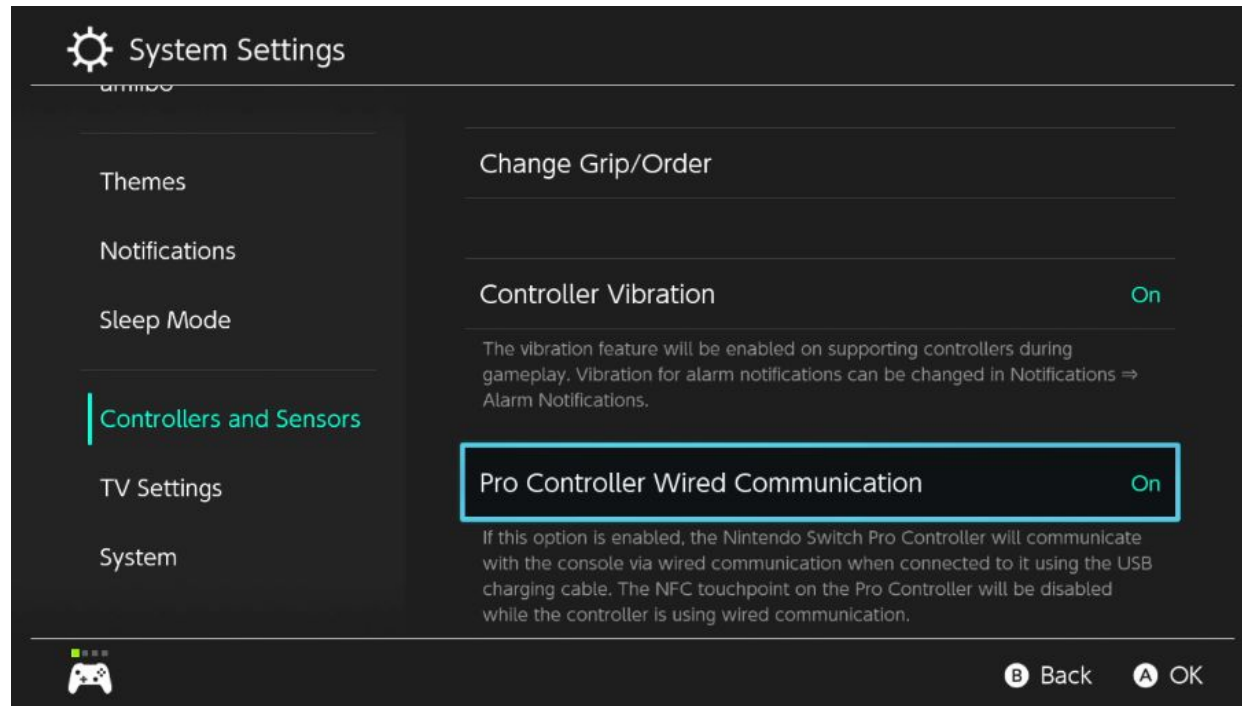 System Settings
amiibo
Themes
Notifications
Sleep Mode
Controllers and Sensors
TV Settings
System
Change Grip/Order
Controller Vibration On
The vibration feature will be enabled on supporting controllers during
gameplay. Vibration for alarm notifications can be changed in Notifications ⇒
Alarm Notifications.
Pro Controller Wired Communication On
If this option is enabled, the Nintendo Switch Pro Controller will communicate
with the console via wired communication when connected to it using the USB
charging cable. The NFC touchpoint on the Pro Controller will be disabled
while the controller is using wired communication.
B Back A OK